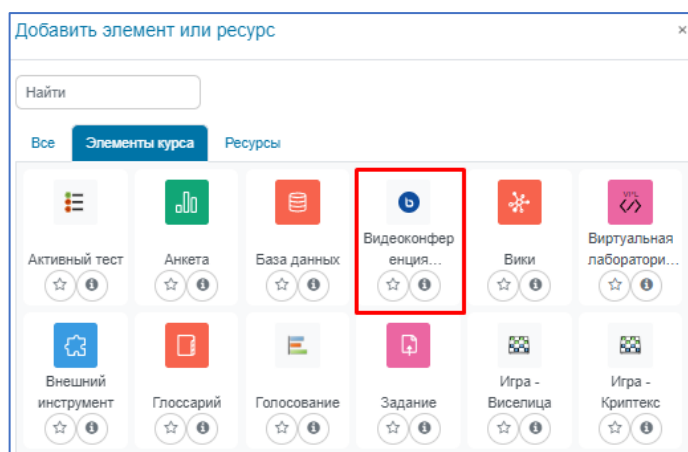 Добавить элемент или ресурс ×
Найти
Все Элементы курса Ресурсы
Активный тест
Анкета
База данных
b
Видеоконфер
енция...
Вики
VPL
Виртуальная
лаборатори...
Внешний
инструмент
Глоссарий
Голосование
Задание
Игра -
Виселица
Игра -
Криптекс